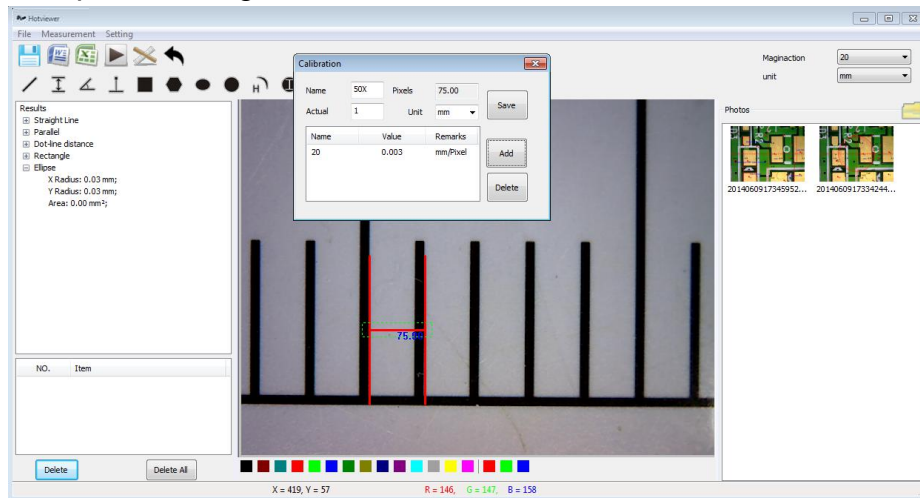 Hotviewer
File Measurement Setting
Maginaction 20
unit mm
Calibration
Name 50X Pixels 75.00
Actual 1 Unit mm
Save
Name Value Remarks
20 0.003 mm/Pixel
Add
Delete
Results
Straight Line
Parallel
Dot-line distance
Rectangle
Ellipse
X Radius: 0.03 mm;
Y Radius: 0.03 mm;
Area: 0.00 mm²;
Photos
2014060917345952...
2014060917334244...
NO. Item
Delete
Delete All
X = 419, Y = 57
R = 146, G = 147, B = 158